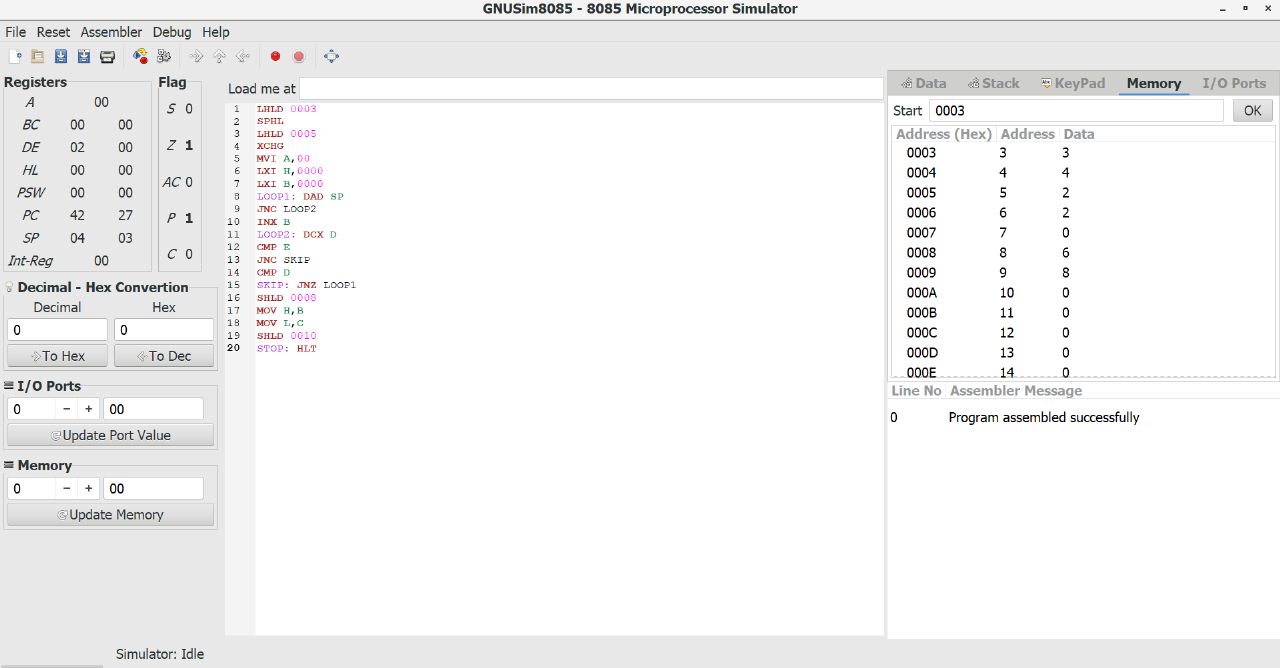 GNUSim8085 - 8085 Microprocessor Simulator
File Reset Assembler Debug Help
Registers
A 00
BC 00 00
DE 02 00
HL 00 00
PSW 00 00
PC 42 27
SP 04 03
Int-Reg 00
Flag
S 0
Z 1
AC 0
P 1
C 0
Decimal - Hex Convertion
Decimal Hex
0 0
To Hex To Dec
I/O Ports
0 - + 00
Update Port Value
Memory
0 - + 00
Update Memory
Load me at
1 LHLD 0003
2 SPHL
3 LHLD 0005
4 XCHG
5 MVI A,00
6 LXI H,0000
7 LXI B,0000
8 LOOP1: DAD SP
9 JNC LOOP2
10 INX B
11 LOOP2: DCX D
12 CMP E
13 JNC SKIP
14 CMP D
15 SKIP: JNZ LOOP1
16 SHLD 0008
17 MOV H,B
18 MOV L,C
19 SHLD 0010
20 STOP: HLT
Data Stack KeyPad Memory I/O Ports
Start 0003 OK
Address (Hex) Address Data
0003 3 3
0004 4 4
0005 5 2
0006 6 2
0007 7 0
0008 8 6
0009 9 8
000A 10 0
000B 11 0
000C 12 0
000D 13 0
000E 14 0
Line No Assembler Message
0 Program assembled successfully
Simulator: Idle